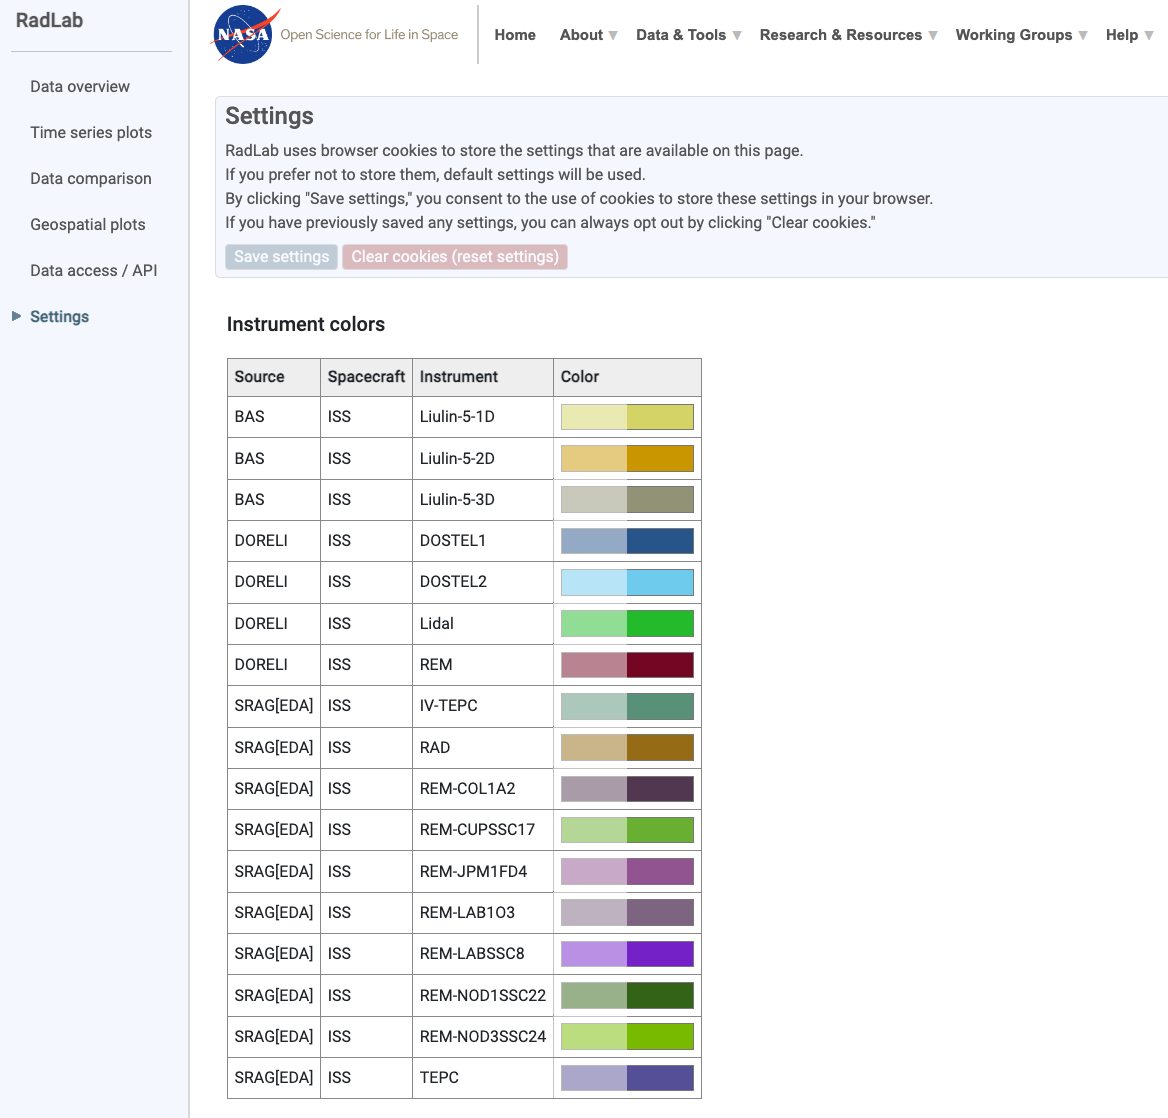 RadLab
Data overview
Time series plots
Data comparison
Geospatial plots
Data access / API
Settings
NASA
Open Science for Life in Space
Home About Data & Tools Research & Resources Working Groups Help
Settings
RadLab uses browser cookies to store the settings that are available on this page.
If you prefer not to store them, default settings will be used.
By clicking "Save settings," you consent to the use of cookies to store these settings in your browser.
If you have previously saved any settings, you can always opt out by clicking "Clear cookies."
Save settings Clear cookies (reset settings)
Instrument colors
Source Spacecraft Instrument Color
BAS ISS Liulin-5-1D
BAS ISS Liulin-5-2D
BAS ISS Liulin-5-3D
DORELI ISS DOSTEL1
DORELI ISS DOSTEL2
DORELI ISS Lidal
DORELI ISS REM
SRAG[EDA] ISS IV-TEPC
SRAG[EDA] ISS RAD
SRAG[EDA] ISS REM-COL1A2
SRAG[EDA] ISS REM-CUPSSC17
SRAG[EDA] ISS REM-JPM1FD4
SRAG[EDA] ISS REM-LAB1O3
SRAG[EDA] ISS REM-LABSSC8
SRAG[EDA] ISS REM-NOD1SSC22
SRAG[EDA] ISS REM-NOD3SSC24
SRAG[EDA] ISS TEPC